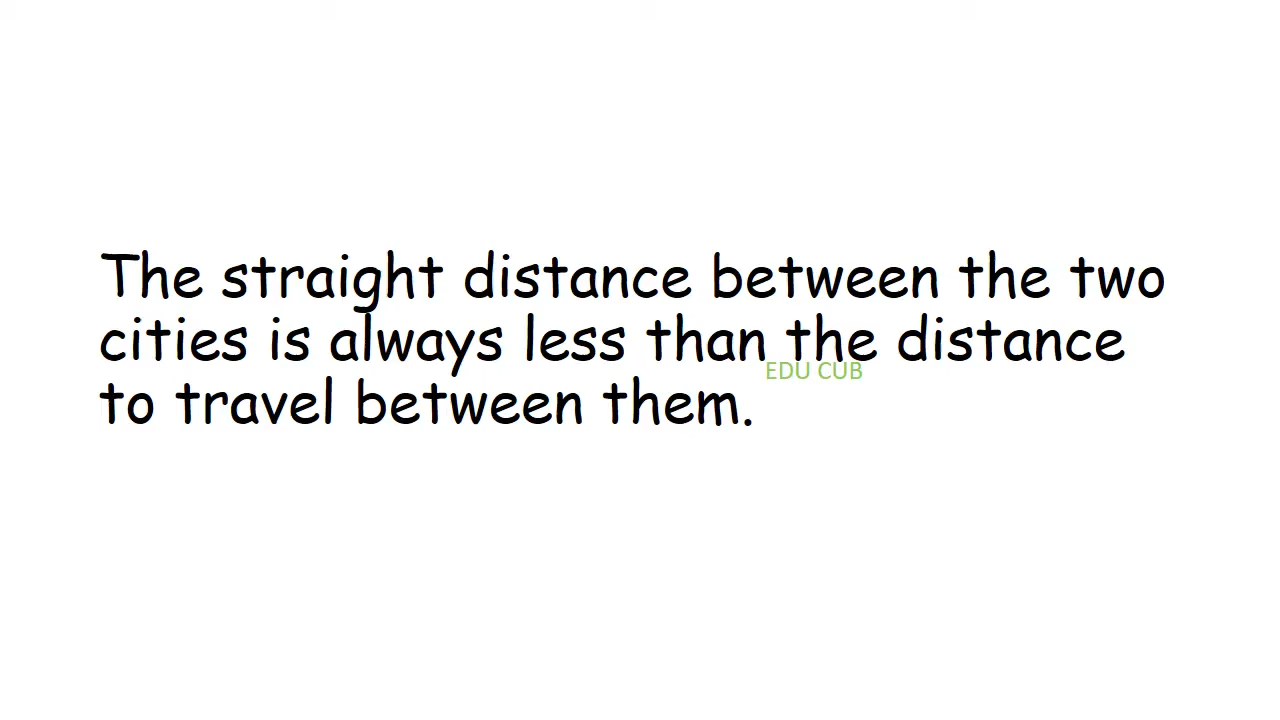 The straight distance between the two
cities is always less than the distance
EDU CUB
to travel between them.